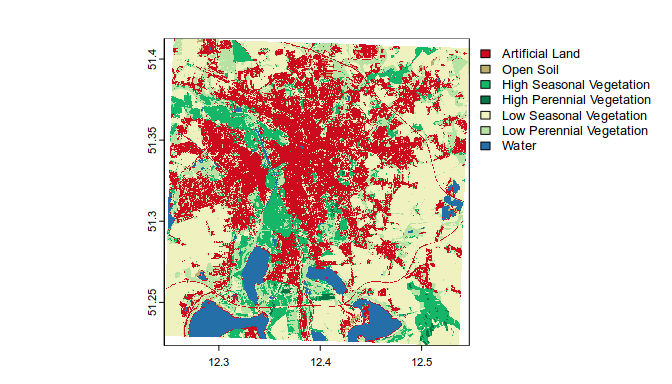 51.4
51.35
51.3
51.25
12.3
12.4
12.5
Artificial Land
Open Soil
High Seasonal Vegetation
High Perennial Vegetation
Low Seasonal Vegetation
Low Perennial Vegetation
Water